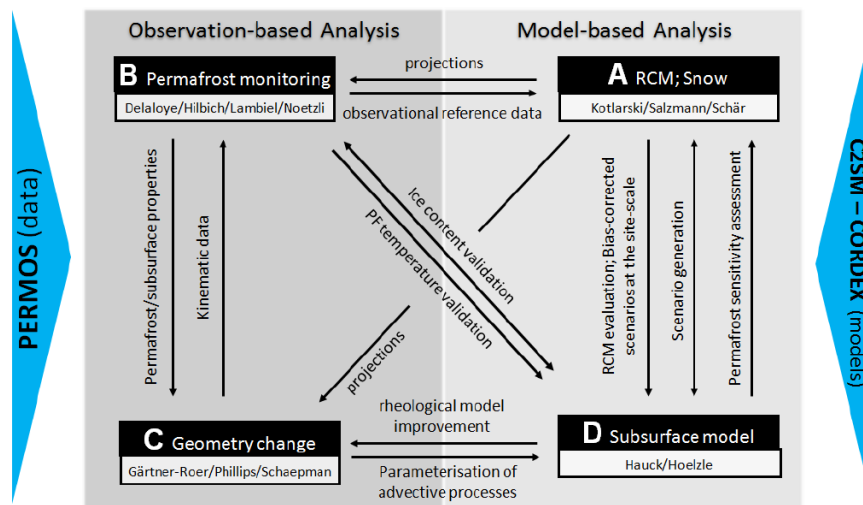 Observation-based Analysis
Model-based Analysis
B Permafrost monitoring
Delaloye/Hilbich/Lambiel/Noetzli
projections
observational reference data
A RCM; Snow
Kotlarski/Salzmann/Schär
PERMOS (data)
Permafrost/subsurface properties
Kinematic data
Ice content validation
PF temperature validation
projections
RCM evaluation; Bias-corrected
scenarios at the site-scale
Scenario generation
Permafrost sensitivity assessment
C2SM – CORDEX (models)
C Geometry change
Gärtner-Roer/Phillips/Schaepman
rheological model
improvement
Parameterisation of
advective processes
D Subsurface model
Hauck/Hoelzle